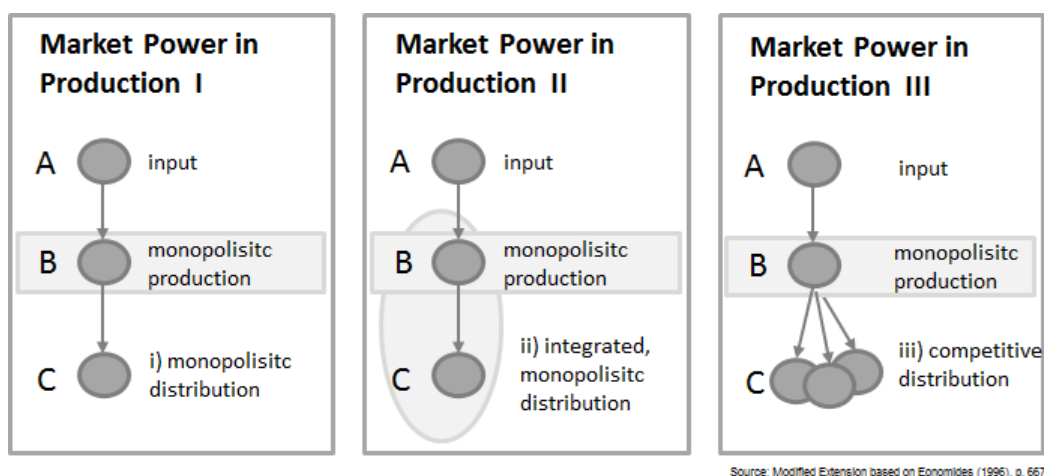 Market Power in
Production I
A
input
B
monopolisitc
production
C
i) monopolisitc
distribution
Market Power in
Production II
A
input
B
monopolisitc
production
C
ii) integrated,
monopolisitc
distribution
Market Power in
Production III
A
input
B
monopolisitc
production
C
iii) competitive
distribution
Source: Modified Extension based on Eonomides (1996), p. 667